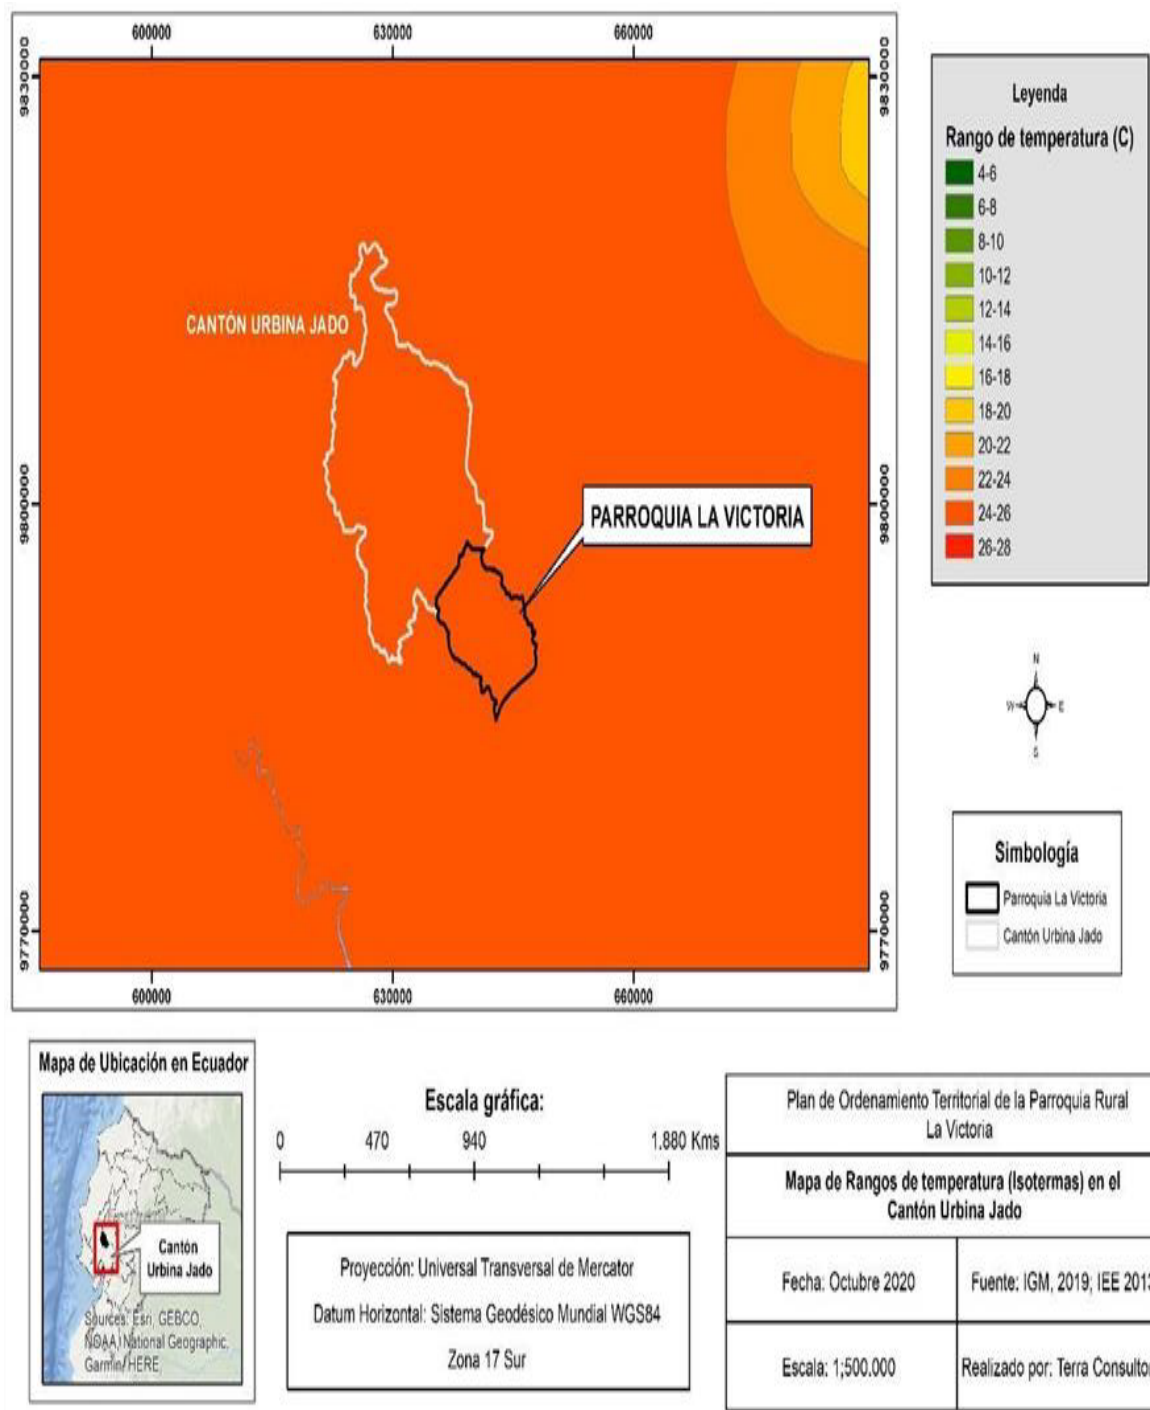 600000
630000
660000
9830000
9830000
CANTÓN URBINA JADO
9800000
PARROQUIA LA VICTORIA
9800000
9770000
9770000
600000
630000
660000
Leyenda
Rango de temperatura (C)
4-6
6-8
8-10
10-12
12-14
14-16
16-18
18-20
20-22
22-24
24-26
26-28
N
W
E
S
Simbología
Parroquia La Victoria
Cantón Urbina Jado
Mapa de Ubicación en Ecuador
Cantón
Urbina Jado
Sources: Esri, GEBCO,
NOAA, National Geographic,
Garmin, HERE,
Escala gráfica:
0 470 940 1.880 Kms
Proyección: Universal Transversal de Mercator
Datum Horizontal: Sistema Geodésico Mundial WGS84
Zona 17 Sur
Plan de Ordenamiento Territorial de la Parroquia Rural
La Victoria
Mapa de Rangos de temperatura (Isotermas) en el
Cantón Urbina Jado
Fecha: Octubre 2020
Fuente: IGM, 2019; IEE 2013
Escala: 1;500.000
Realizado por: Terra Consultor